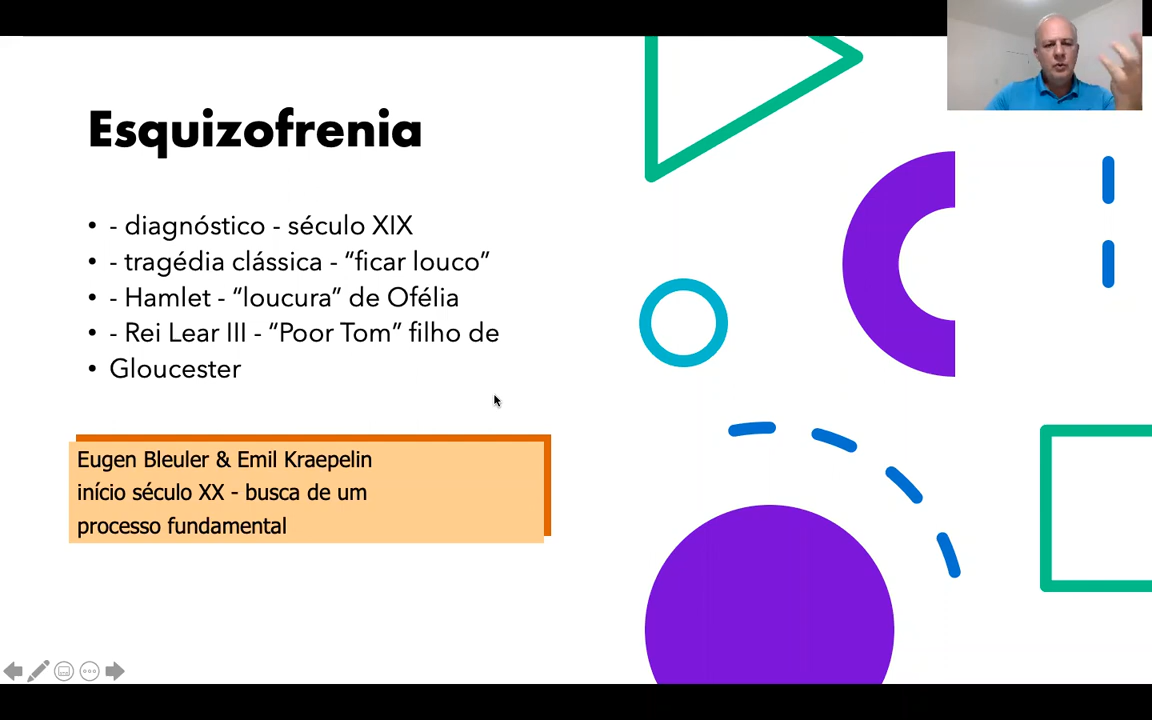 Esquizofrenia
• - diagnóstico - século XIX
• - tragédia clássica - “ficar louco”
• - Hamlet - “loucura” de Ofélia
• - Rei Lear III - “Poor Tom” filho de
• Gloucester
Eugen Bleuler & Emil Kraepelin
início século XX - busca de um
processo fundamental